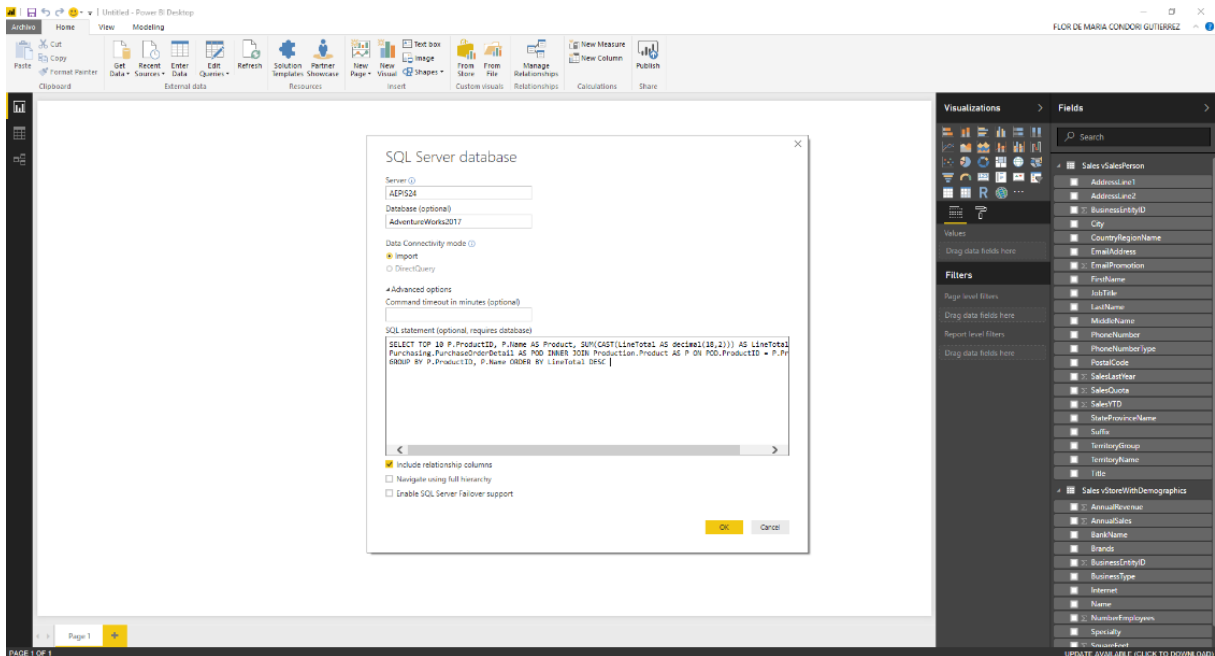 Untitled - Power BI Desktop
Archivo Home View Modeling
FLOR DE MARIA CONDORI GUTIERREZ
Paste
Cut
Copy
Format Painter
Clipboard
Get Data
Recent Sources
Enter Data
Edit Queries
Refresh
External data
Solution Templates
Partner Showcase
Resources
New Page
New Visual
Text box
Image
Shapes
Insert
From Store
From File
Custom visuals
Manage Relationships
Relationships
New Measure
New Column
Calculations
Publish
Share
SQL Server database
Server
AEPIS24
Database (optional)
AdventureWorks2017
Data Connectivity mode
Import
DirectQuery
Advanced options
Command timeout in minutes (optional)
SQL statement (optional, requires database)
SELECT TOP 10 P.ProductID, P.Name AS Product, SUM(CAST(LineTotal AS decimal(18,2))) AS LineTotal
Purchasing.PurchaseOrderDetail AS POD INNER JOIN Production.Product AS P ON POD.ProductID = P.Pr
GROUP BY P.ProductID, P.Name ORDER BY LineTotal DESC
Include relationship columns
Navigate using full hierarchy
Enable SQL Server Failover support
OK Cancel
Visualizations
R
Values
Drag data fields here
Filters
Page level filters
Drag data fields here
Report level filters
Drag data fields here
Fields
Search
Sales vSalesPerson
AddressLine1
AddressLine2
BusinessEntityID
City
CountryRegionName
EmailAddress
EmailPromotion
FirstName
JobTitle
LastName
MiddleName
PhoneNumber
PhoneNumberType
PostalCode
SalesLastYear
SalesQuota
SalesYTD
StateProvinceName
Suffix
TerritoryGroup
TerritoryName
Title
Sales vStoreWithDemographics
AnnualRevenue
AnnualSales
BankName
Brands
BusinessEntityID
BusinessType
Internet
Name
NumberEmployees
Specialty
SquareFeet
Page 1
PAGE 1 OF 1
UPDATE AVAILABLE (CLICK TO DOWNLOAD)